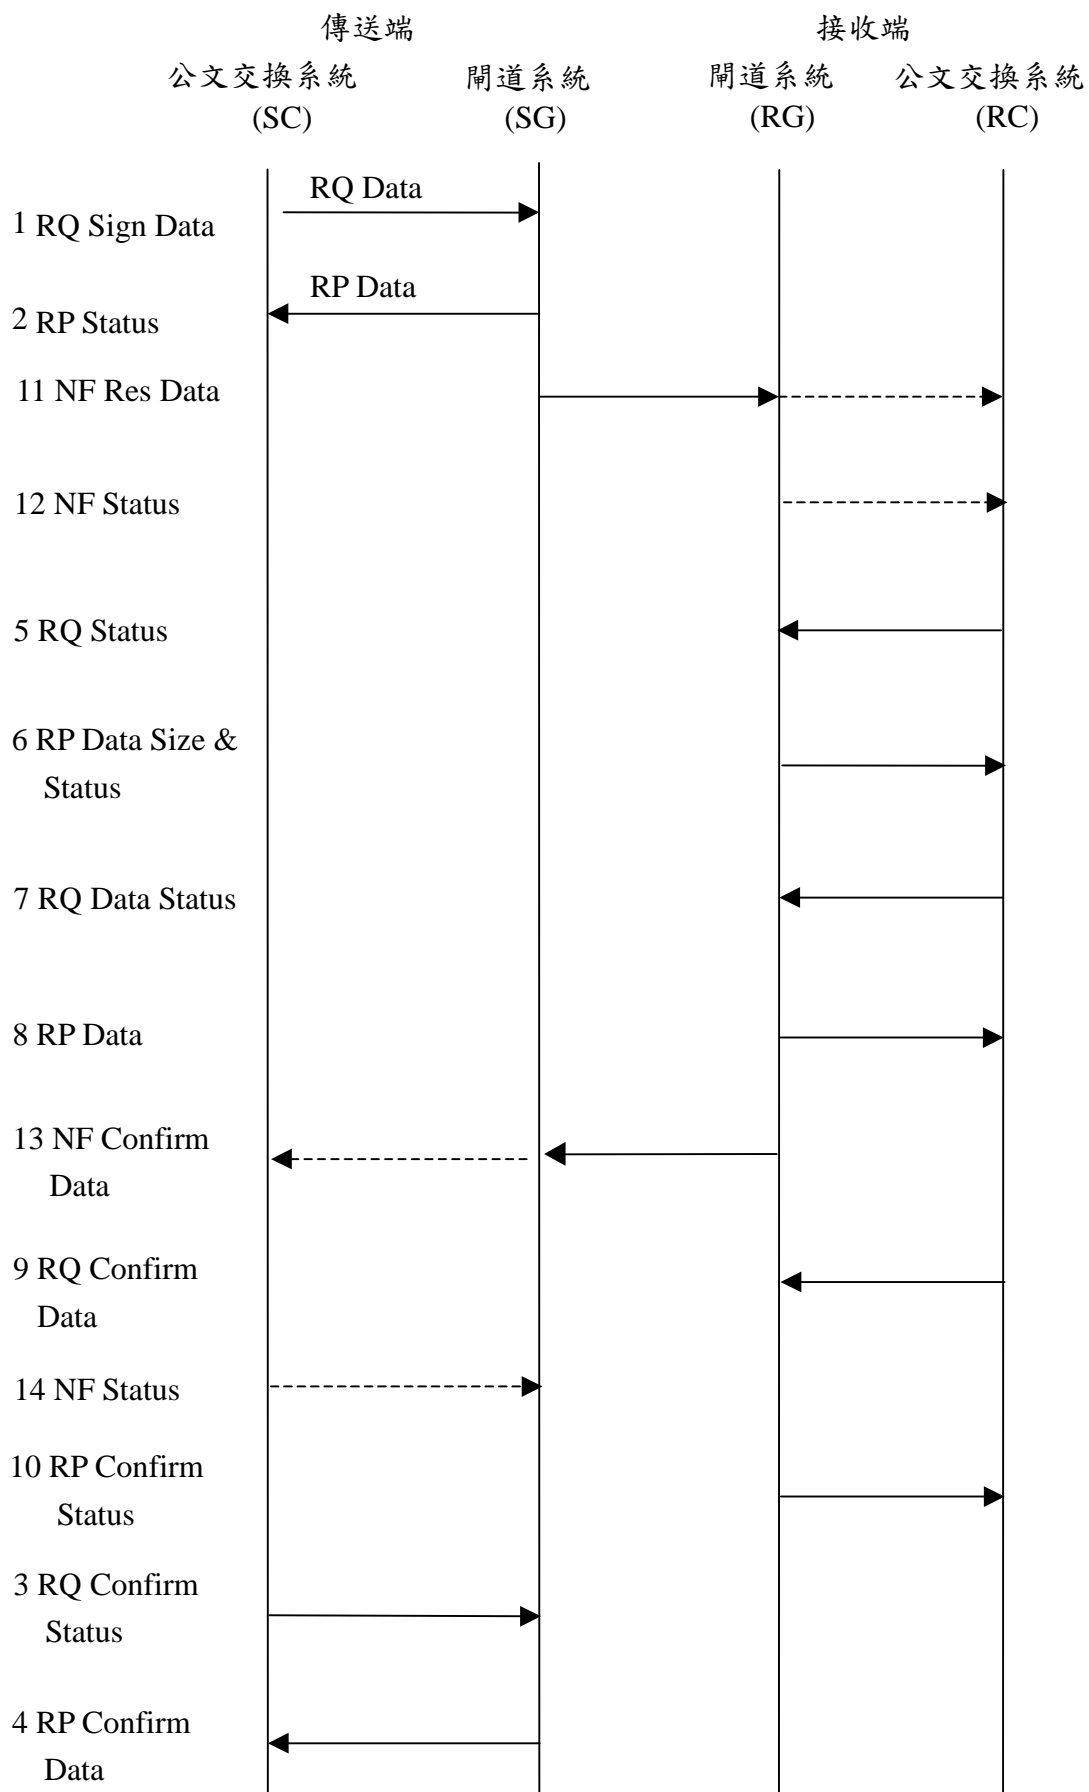 傳送端 接收端
公文交換系統 閘道系統 閘道系統 公文交換系統
(SC) (SG) (RG) (RC)
RQ Data
1 RQ Sign Data
RP Data
2 RP Status
11 NF Res Data
12 NF Status
5 RQ Status
6 RP Data Size &
Status
7 RQ Data Status
8 RP Data
13 NF Confirm
Data
9 RQ Confirm
Data
14 NF Status
10 RP Confirm
Status
3 RQ Confirm
Status
4 RP Confirm
Data